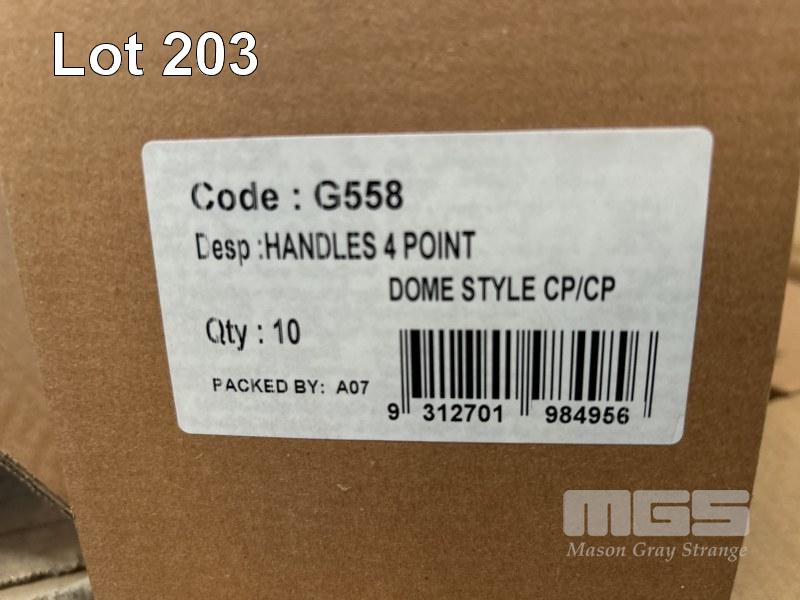 Lot 203
Code : G558
Desp :HANDLES 4 POINT
DOME STYLE CP/CP
Qty : 10
PACKED BY: A07
9 312701 984956
MGS
Mason Gray Strange